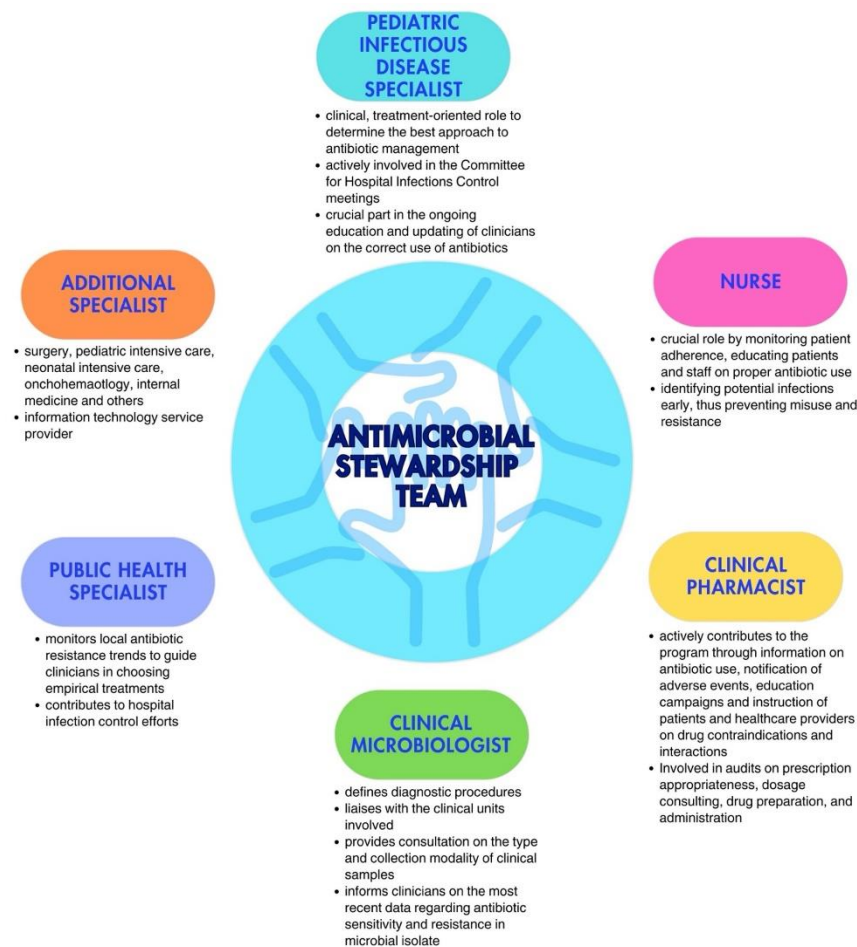 PEDIATRIC
INFECTIOUS
DISEASE
SPECIALIST
• clinical, treatment-oriented role to
determine the best approach to
antibiotic management
• actively involved in the Committee
for Hospital Infections Control
meetings
• crucial part in the ongoing
education and updating of clinicians
on the correct use of antibiotics
ADDITIONAL
SPECIALIST
• surgery, pediatric intensive care,
neonatal intensive care,
onchohemaotlogy, internal
medicine and others
• information technology service
provider
NURSE
• crucial role by monitoring patient
adherence, educating patients
and staff on proper antibiotic use
• identifying potential infections
early, thus preventing misuse and
resistance
ANTIMICROBIAL
STEWARDSHIP
TEAM
PUBLIC HEALTH
SPECIALIST
• monitors local antibiotic
resistance trends to guide
clinicians in choosing
empirical treatments
• contributes to hospital
infection control efforts
CLINICAL
PHARMACIST
• actively contributes to the
program through information on
antibiotic use, notification of
adverse events, education
campaigns and instruction of
patients and healthcare providers
on drug contraindications and
interactions
• Involved in audits on prescription
appropriateness, dosage
consulting, drug preparation, and
administration
CLINICAL
MICROBIOLOGIST
• defines diagnostic procedures
• liaises with the clinical units
involved
• provides consultation on the type
and collection modality of clinical
samples
• informs clinicians on the most
recent data regarding antibiotic
sensitivity and resistance in
microbial isolate